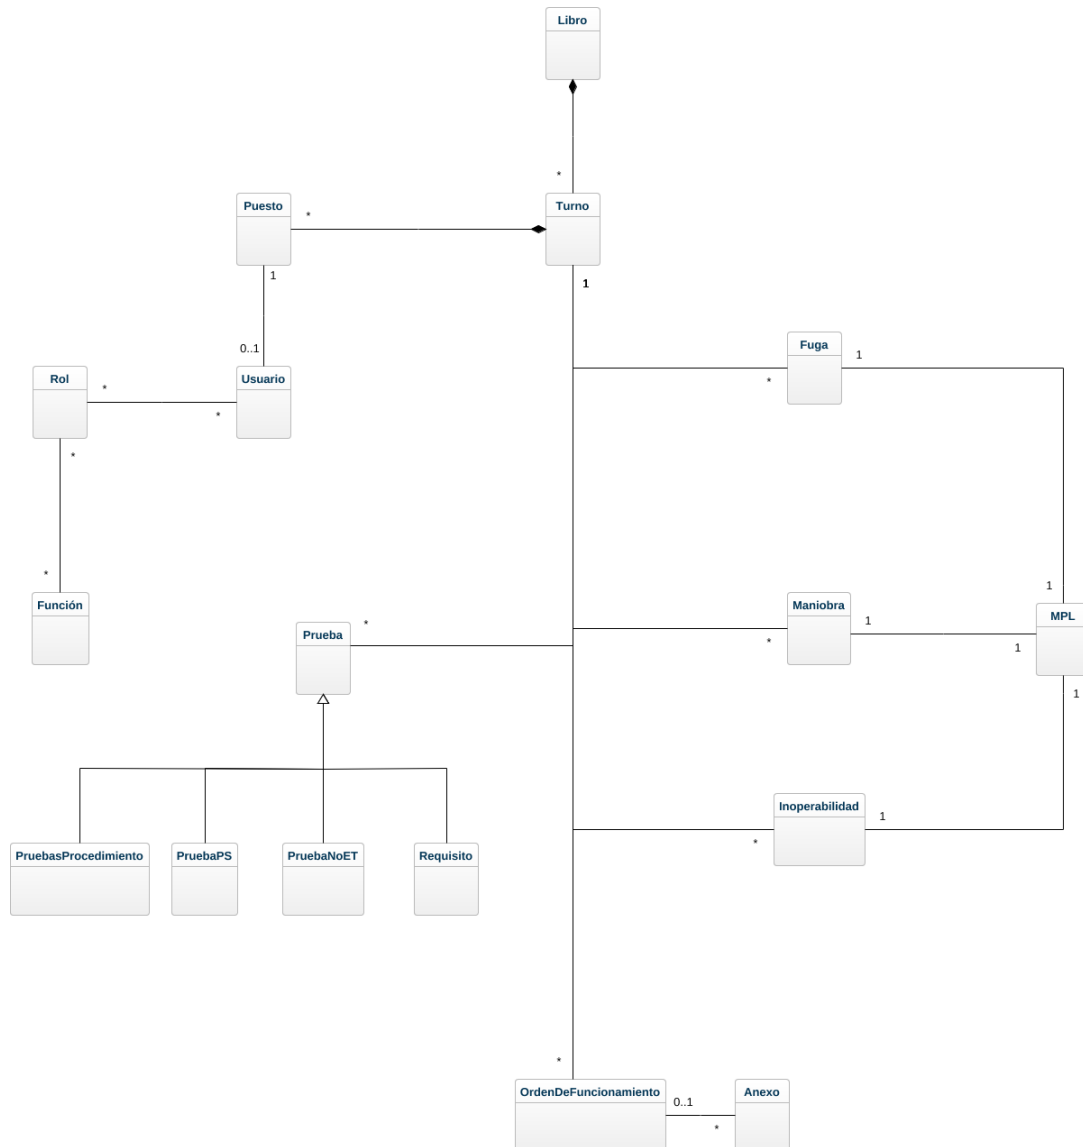 Libro
*
Puesto
*
Turno
1
1
Fuga
1
*
0..1
Rol
*
Usuario
*
*
*
Función
1
Maniobra
1
MPL
*
1
1
Prueba
*
Inoperabilidad
1
*
PruebasProcedimiento
PruebaPS
PruebaNoET
Requisito
*
OrdenDeFuncionamiento
0..1
Anexo
*